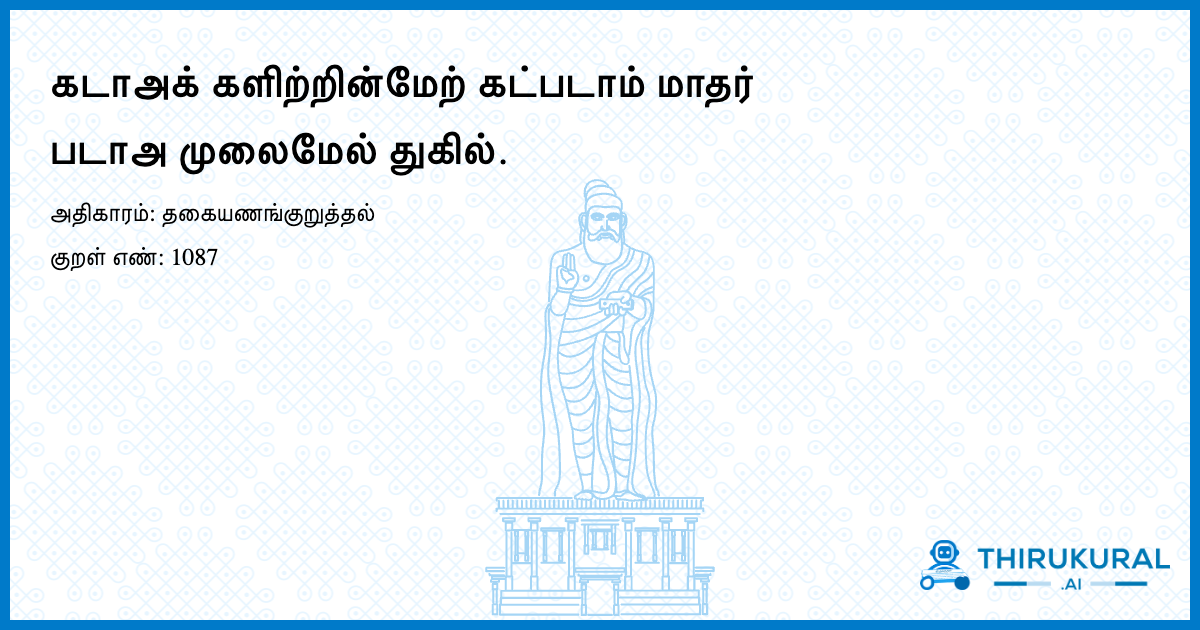 கடாஅக் களிற்றின்மேற் கட்படாம் மாதர்
படாஅ முலைமேல் துகில்.
அதிகாரம்: தகையணங்குறுத்தல்
குறள் எண்: 1087
THIRUKURAL
.AI